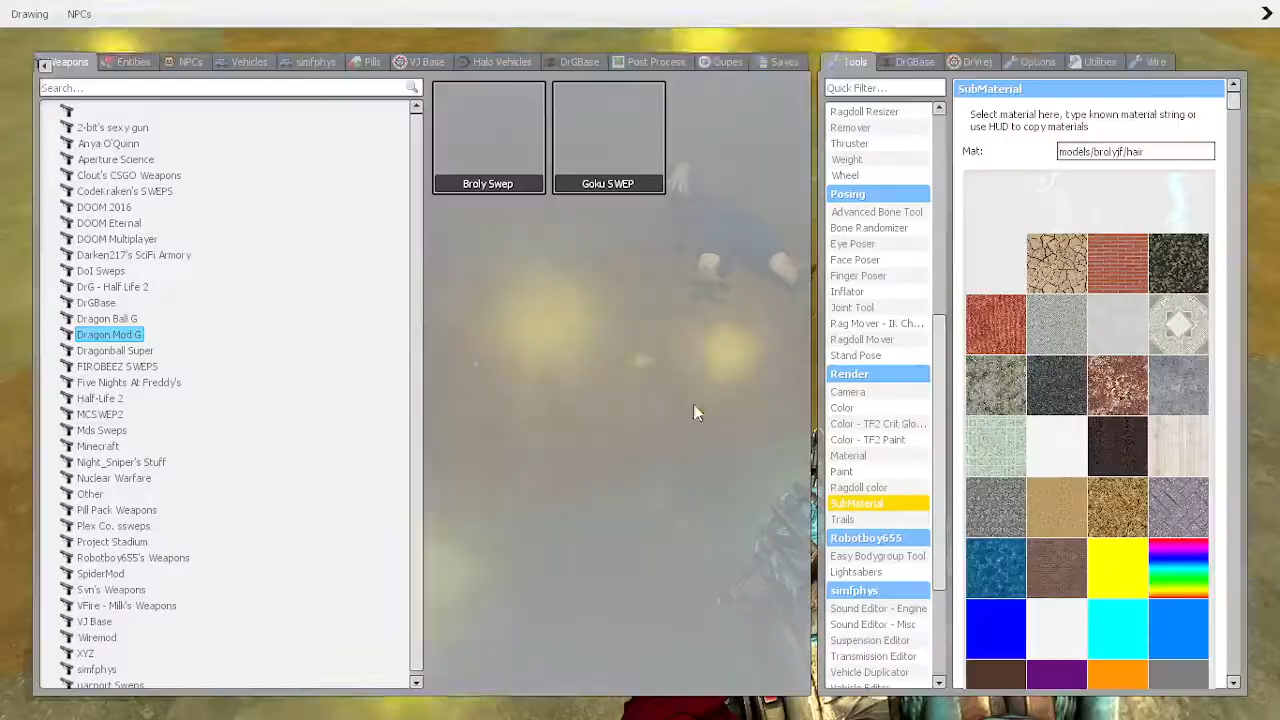 Drawing NPCs
Weapons Entities NPCs Vehicles simfphys Pills VJ Base Halo Vehicles DrGBase Post Process Dupes Saves
Search...
2-bit's sexy gun
Anya O'Quinn
Aperture Science
Clout's CSGO Weapons
CodeKraken's SWEPS
DOOM 2016
DOOM Eternal
DOOM Multiplayer
Darken217's SciFi Armory
DoI Sweps
DrG - Half Life 2
DrGBase
Dragon Ball G
Dragon Mod G
Dragonball Super
FIROBEEZ SWEPS
Five Nights At Freddy's
Half-Life 2
MCSWEP2
Mds Sweps
Minecraft
Night_Sniper's Stuff
Nuclear Warfare
Other
Pill Pack Weapons
Plex Co. ssweps
Project Stadium
Robotboy655's Weapons
SpiderMod
Svn's Weapons
VFire - Milk's Weapons
VJ Base
Wiremod
XYZ
simfphys
Broly Swep
Goku SWEP
Tools DrGBase DrVrej Options Utilities Wire
Quick Filter...
Ragdoll Resizer
Remover
Thruster
Weight
Wheel
Posing
Advanced Bone Tool
Bone Randomizer
Eye Poser
Face Poser
Finger Poser
Inflator
Joint Tool
Rag Mover - IK Ch...
Ragdoll Mover
Stand Pose
Render
Camera
Color
Color - TF2 Crit Glo...
Color - TF2 Paint
Material
Paint
Ragdoll color
SubMaterial
Trails
Robotboy655
Easy Bodygroup Tool
Lightsabers
simfphys
Sound Editor - Engine
Sound Editor - Misc
Suspension Editor
Transmission Editor
Vehicle Duplicator
SubMaterial
Select material here, type known material string or
use HUD to copy materials
Mat: models/brolyjf/hair